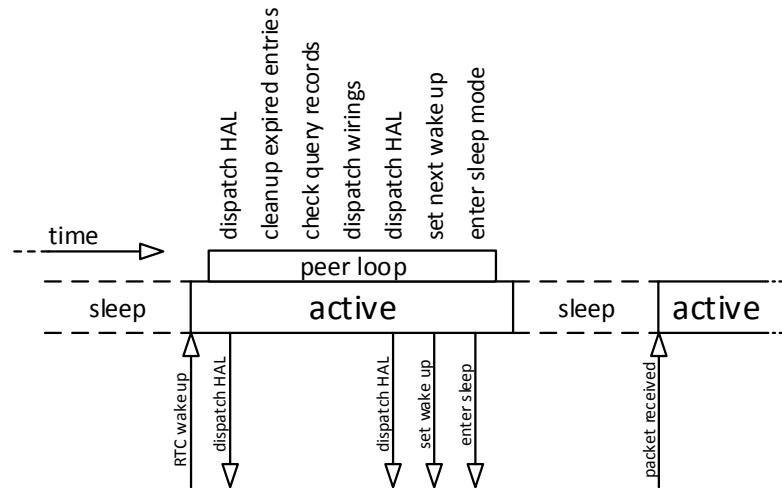 dispatch HAL
cleanup expired entries
check query records
dispatch wirings
dispatch HAL
set next wake up
enter sleep mode
time
peer loop
sleep
active
sleep
active
RTC wake up
dispatch HAL
dispatch HAL
set wake up
enter sleep
packet received